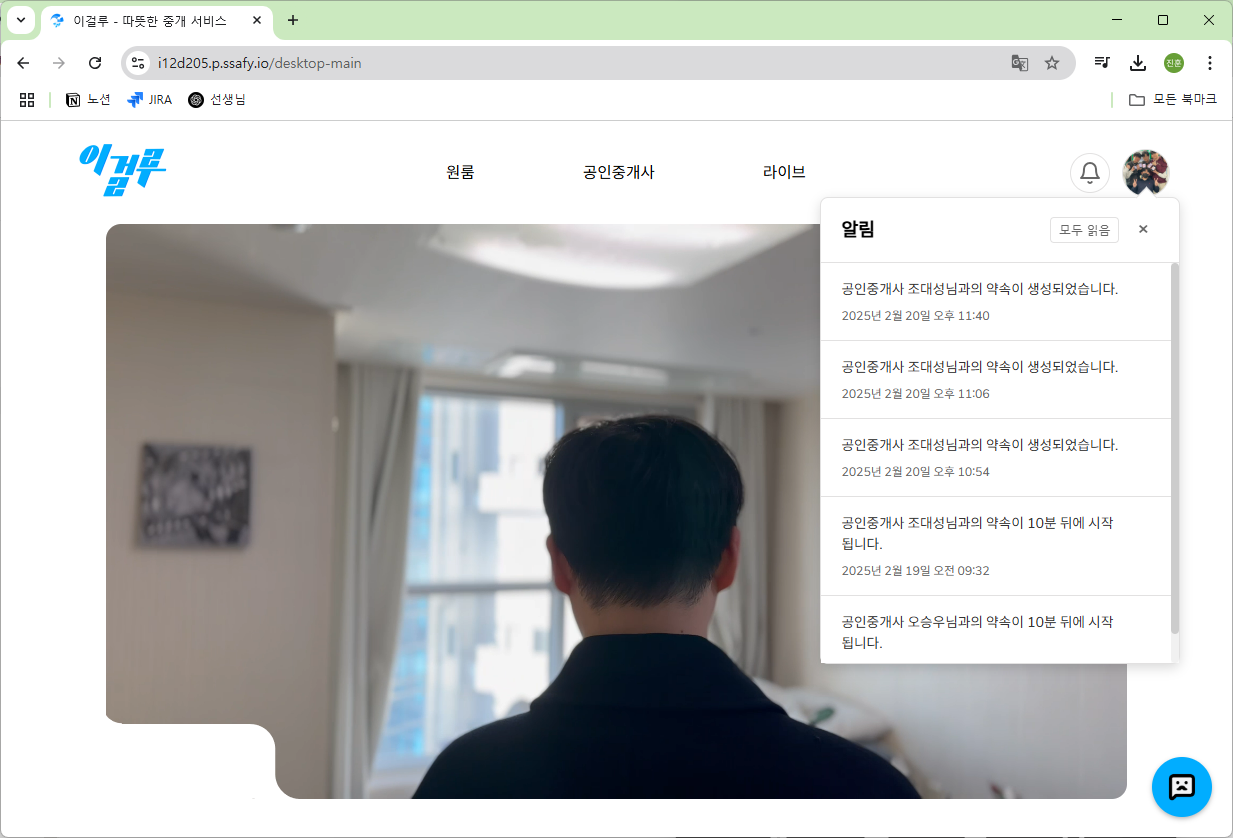 이걸루 - 따뜻한 중개 서비스
i12d205.p.ssafy.io/desktop-main
진훈
노션
JIRA
선생님
모든 북마크
이걸루
원룸
공인중개사
라이브
알림
모두 읽음
공인중개사 조대성님과의 약속이 생성되었습니다.
2025년 2월 20일 오후 11:40
공인중개사 조대성님과의 약속이 생성되었습니다.
2025년 2월 20일 오후 11:06
공인중개사 조대성님과의 약속이 생성되었습니다.
2025년 2월 20일 오후 10:54
공인중개사 조대성님과의 약속이 10분 뒤에 시작
됩니다.
2025년 2월 19일 오전 09:32
공인중개사 오승우님과의 약속이 10분 뒤에 시작
됩니다.